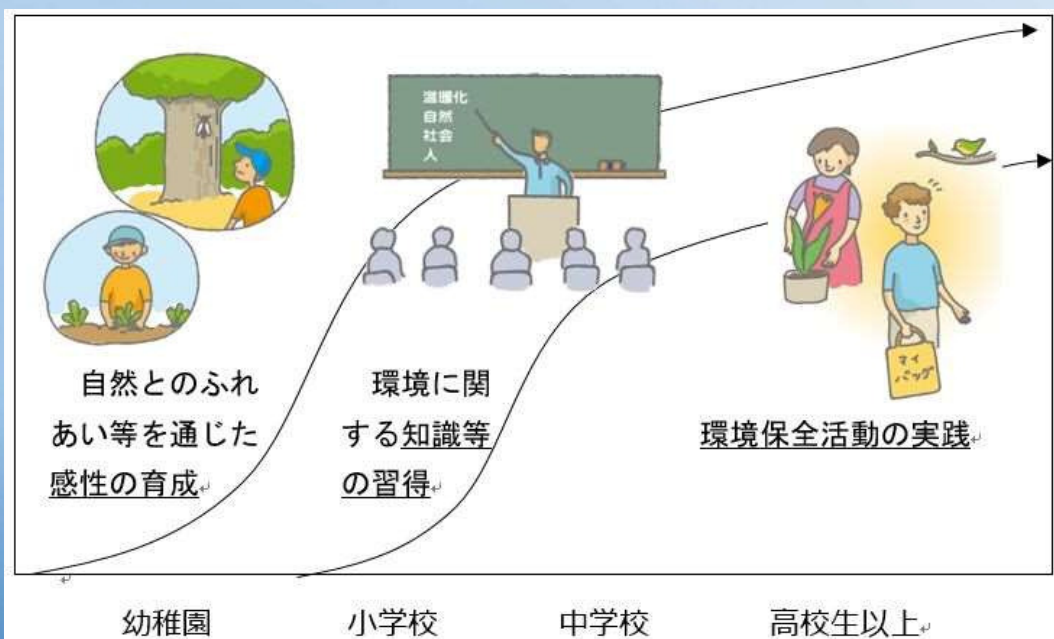 温暖化
自然
社会
人
マイ
バッグ
自然とのふれ
あい等を通じた
感性の育成
環境に関
する知識等
の習得
環境保全活動の実践
幼稚園
小学校
中学校
高校生以上